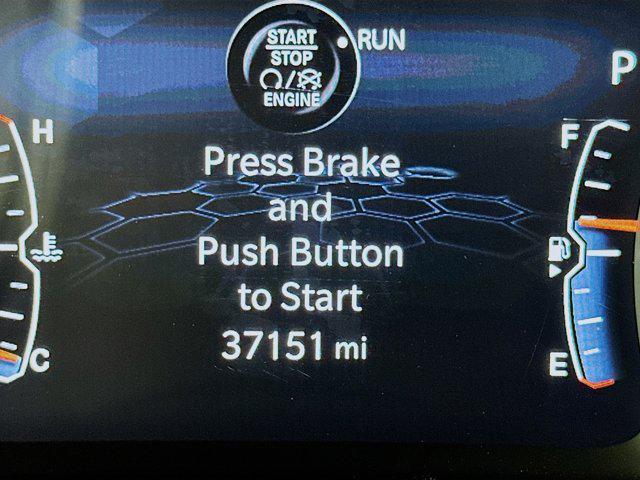 START
STOP
ENGINE
RUN
P
H
F
Press Brake
and
Push Button
to Start
37151 mi
C
E